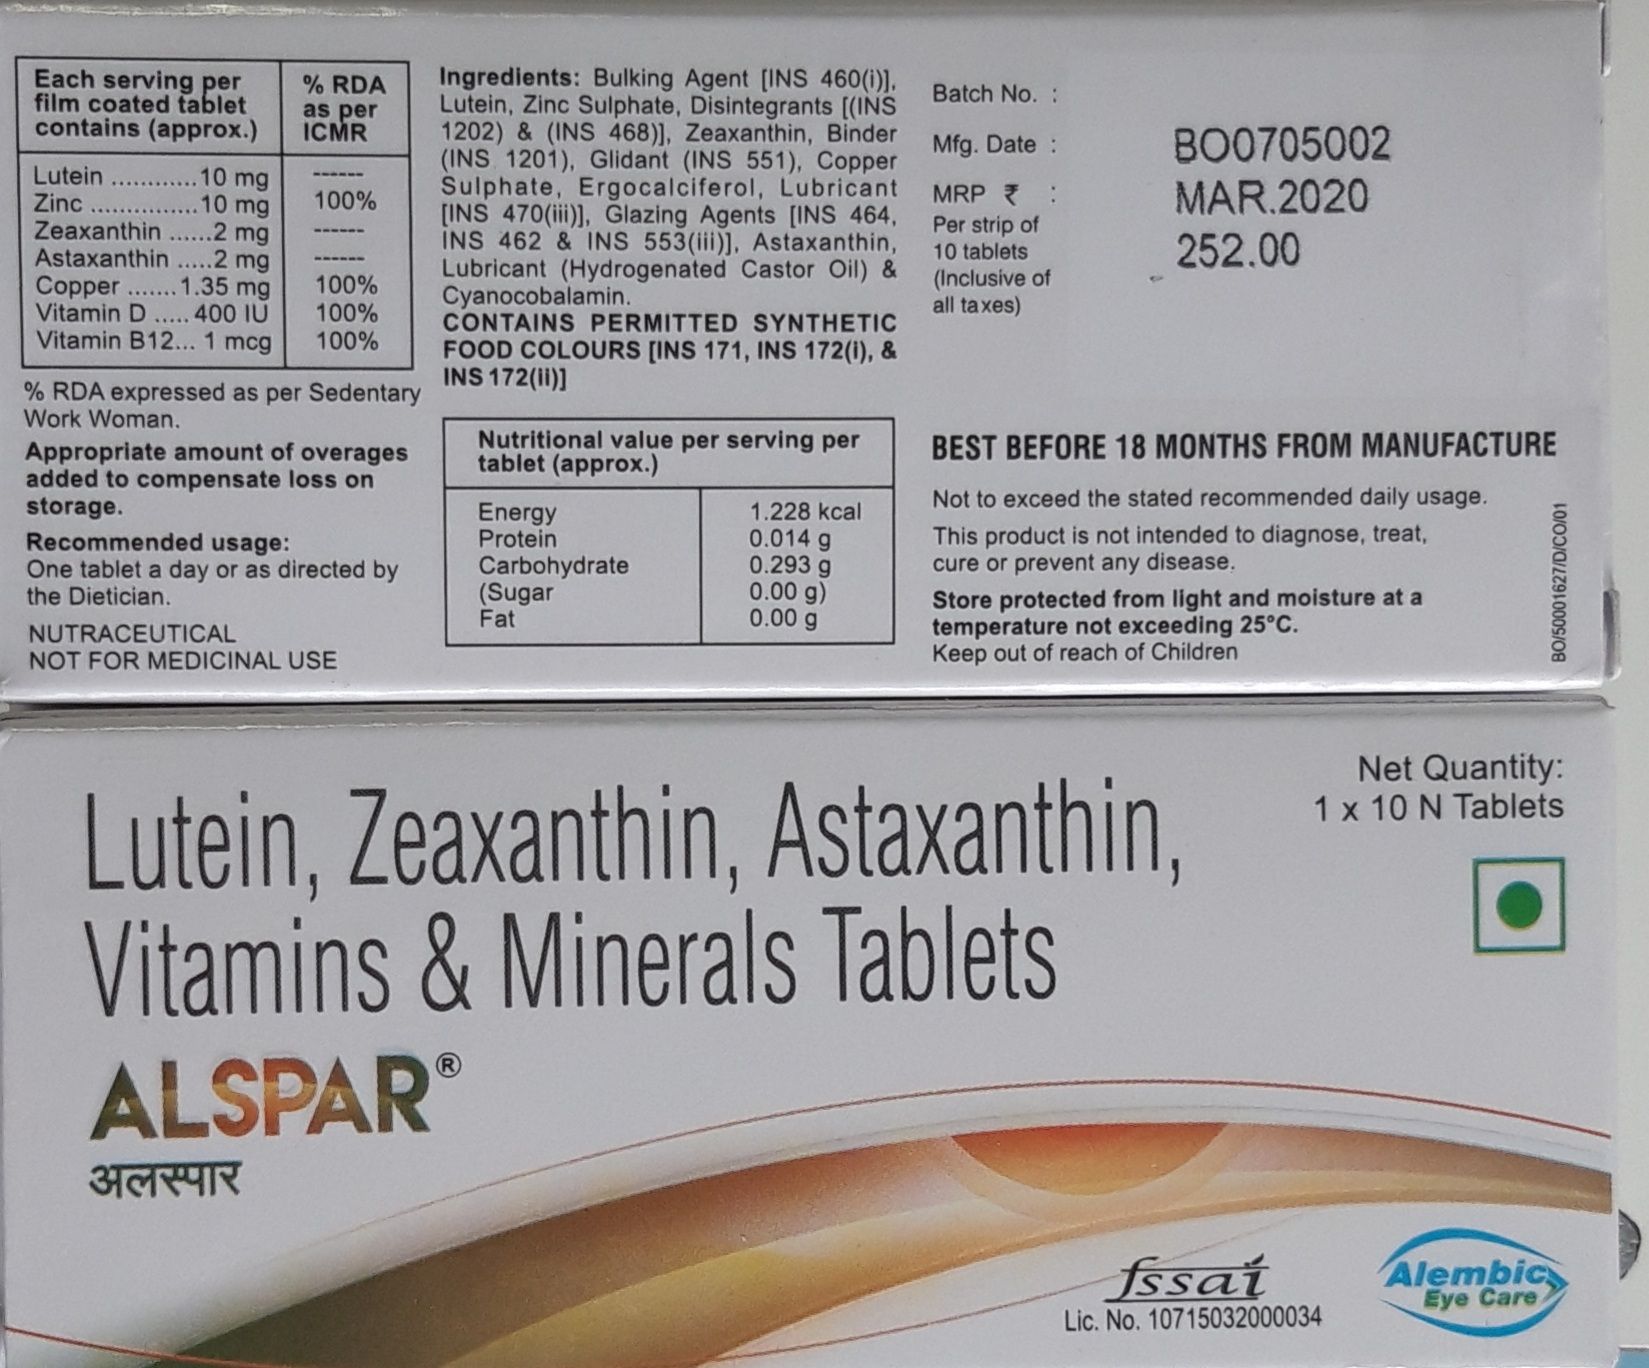 Each serving per
film coated tablet
contains (approx.)
% RDA
as per
ICMR
Lutein ............10 mg ------
Zinc ...............10 mg 100%
Zeaxanthin ......2 mg ------
Astaxanthin .....2 mg ------
Copper .......1.35 mg 100%
Vitamin D ..... 400 IU 100%
Vitamin B12... 1 mcg 100%
% RDA expressed as per Sedentary
Work Woman.
Appropriate amount of overages
added to compensate loss on
storage.
Recommended usage:
One tablet a day or as directed by
the Dietician.
NUTRACEUTICAL
NOT FOR MEDICINAL USE
Ingredients: Bulking Agent [INS 460(i)],
Lutein, Zinc Sulphate, Disintegrants [(INS
1202) & (INS 468)], Zeaxanthin, Binder
(INS 1201), Glidant (INS 551), Copper
Sulphate, Ergocalciferol, Lubricant
[INS 470(iii)], Glazing Agents [INS 464,
INS 462 & INS 553(iii)], Astaxanthin,
Lubricant (Hydrogenated Castor Oil) &
Cyanocobalamin.
CONTAINS PERMITTED SYNTHETIC
FOOD COLOURS [INS 171, INS 172(i), &
INS 172(ii)]
Nutritional value per serving per
tablet (approx.)
Energy 1.228 kcal
Protein 0.014 g
Carbohydrate 0.293 g
(Sugar 0.00 g)
Fat 0.00 g
Batch No. :
Mfg. Date :
MRP ₹ :
Per strip of
10 tablets
(Inclusive of
all taxes)
BO0705002
MAR.2020
252.00
BEST BEFORE 18 MONTHS FROM MANUFACTURE
Not to exceed the stated recommended daily usage.
This product is not intended to diagnose, treat,
cure or prevent any disease.
Store protected from light and moisture at a
temperature not exceeding 25°C.
Keep out of reach of Children
BO/50001627/D/CO/01
Lutein, Zeaxanthin, Astaxanthin,
Vitamins & Minerals Tablets
Net Quantity:
1 x 10 N Tablets
ALSPAR®
अलस्पार
fssai
Lic. No. 10715032000034
Alembic
Eye Care